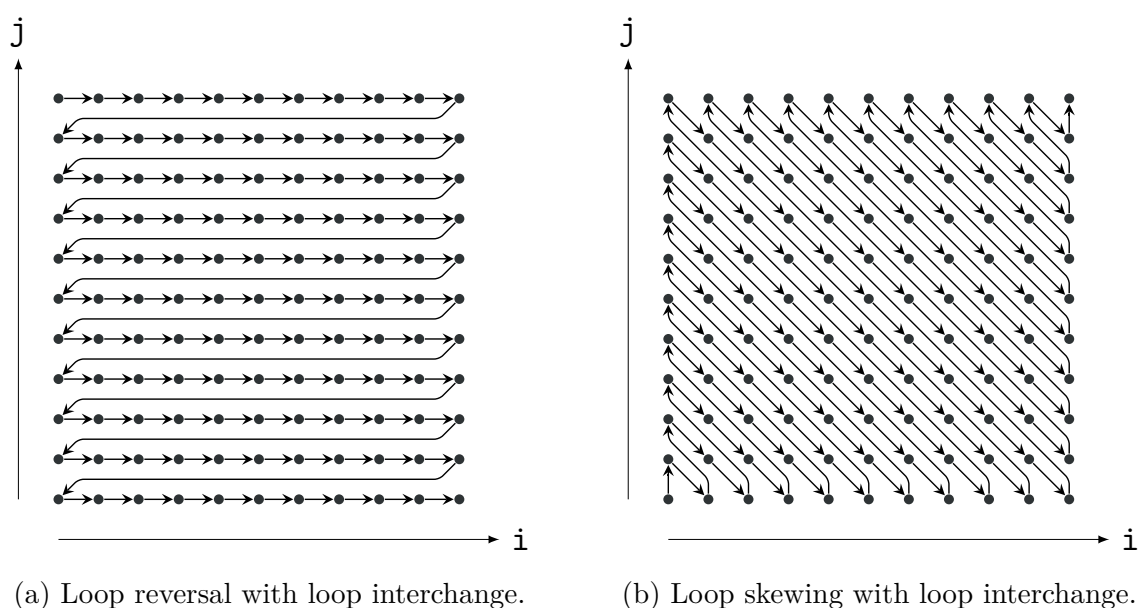 j
j
i
i
(a) Loop reversal with loop interchange.
(b) Loop skewing with loop interchange.